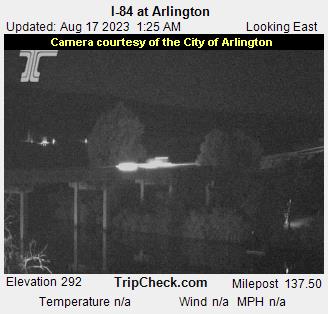 I-84 at Arlington
Updated: Aug 17 2023 1:25 AM Looking East
Camera courtesy of the City of Arlington
Elevation 292 TripCheck.com Milepost 137.50
Temperature n/a Wind n/a MPH n/a